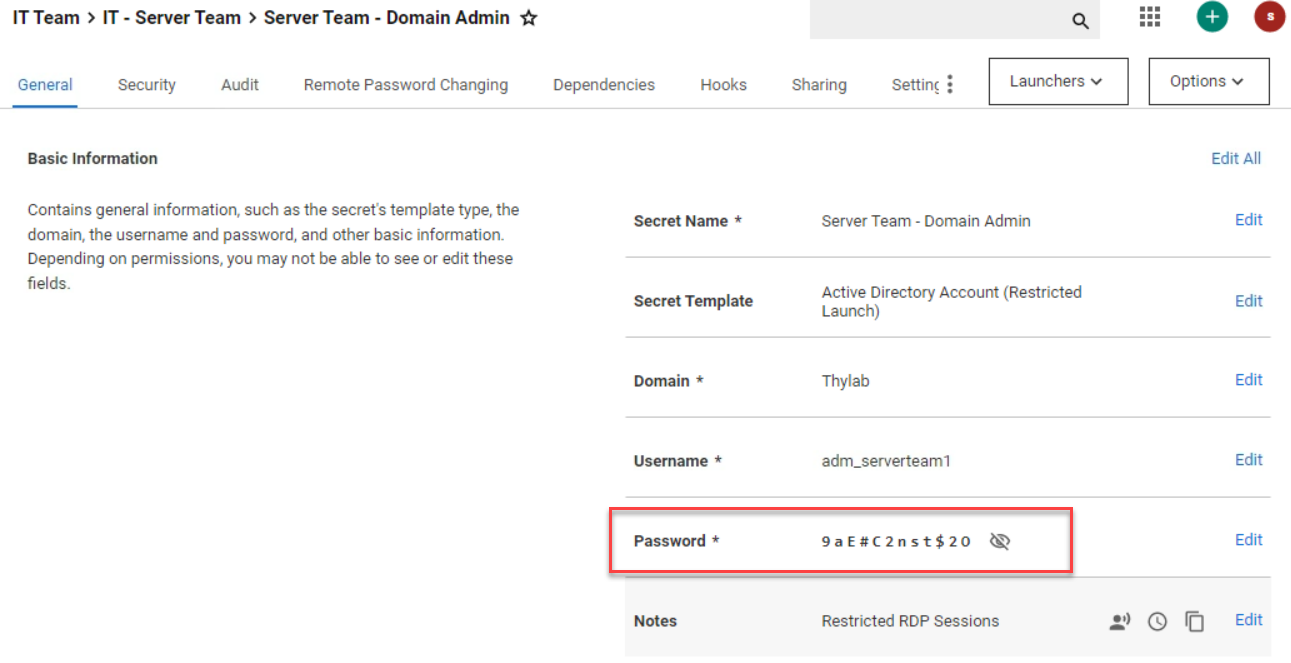 IT Team > IT - Server Team > Server Team - Domain Admin
s
General Security Audit Remote Password Changing Dependencies Hooks Sharing Setting Launchers Options
Basic Information
Edit All
Contains general information, such as the secret's template type, the
domain, the username and password, and other basic information.
Depending on permissions, you may not be able to see or edit these
fields.
Secret Name * Server Team - Domain Admin Edit
Secret Template Active Directory Account (Restricted
Launch) Edit
Domain * Thylab Edit
Username * adm_serverteam1 Edit
Password * 9aE#C2nst$2O Edit
Notes Restricted RDP Sessions Edit